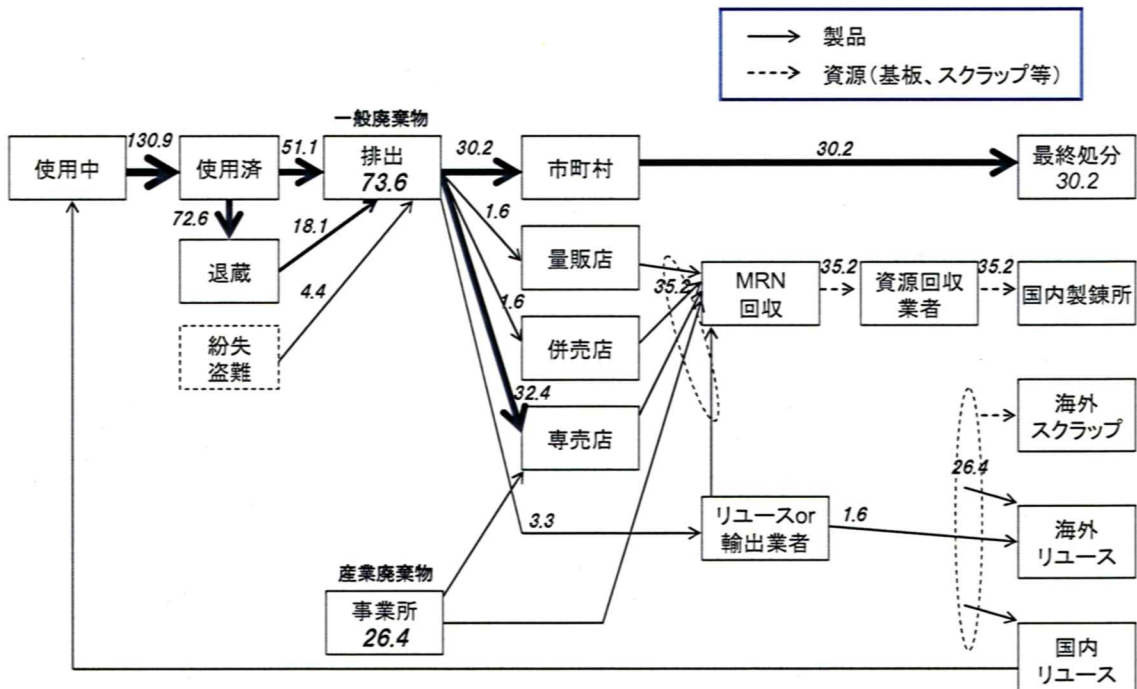 製品
資源(基板、スクラップ等)
一般廃棄物
使用中
130.9
使用済
51.1
排出
73.6
30.2
市町村
30.2
最終処分
30.2
72.6
18.1
退蔵
4.4
紛失
盗難
1.6
量販店
1.6
併売店
32.4
専売店
35.2
MRN
回収
35.2
資源回収
業者
35.2
国内製錬所
海外
スクラップ
26.4
3.3
リユースor
輸出業者
1.6
海外
リユース
産業廃棄物
事業所
26.4
国内
リユース